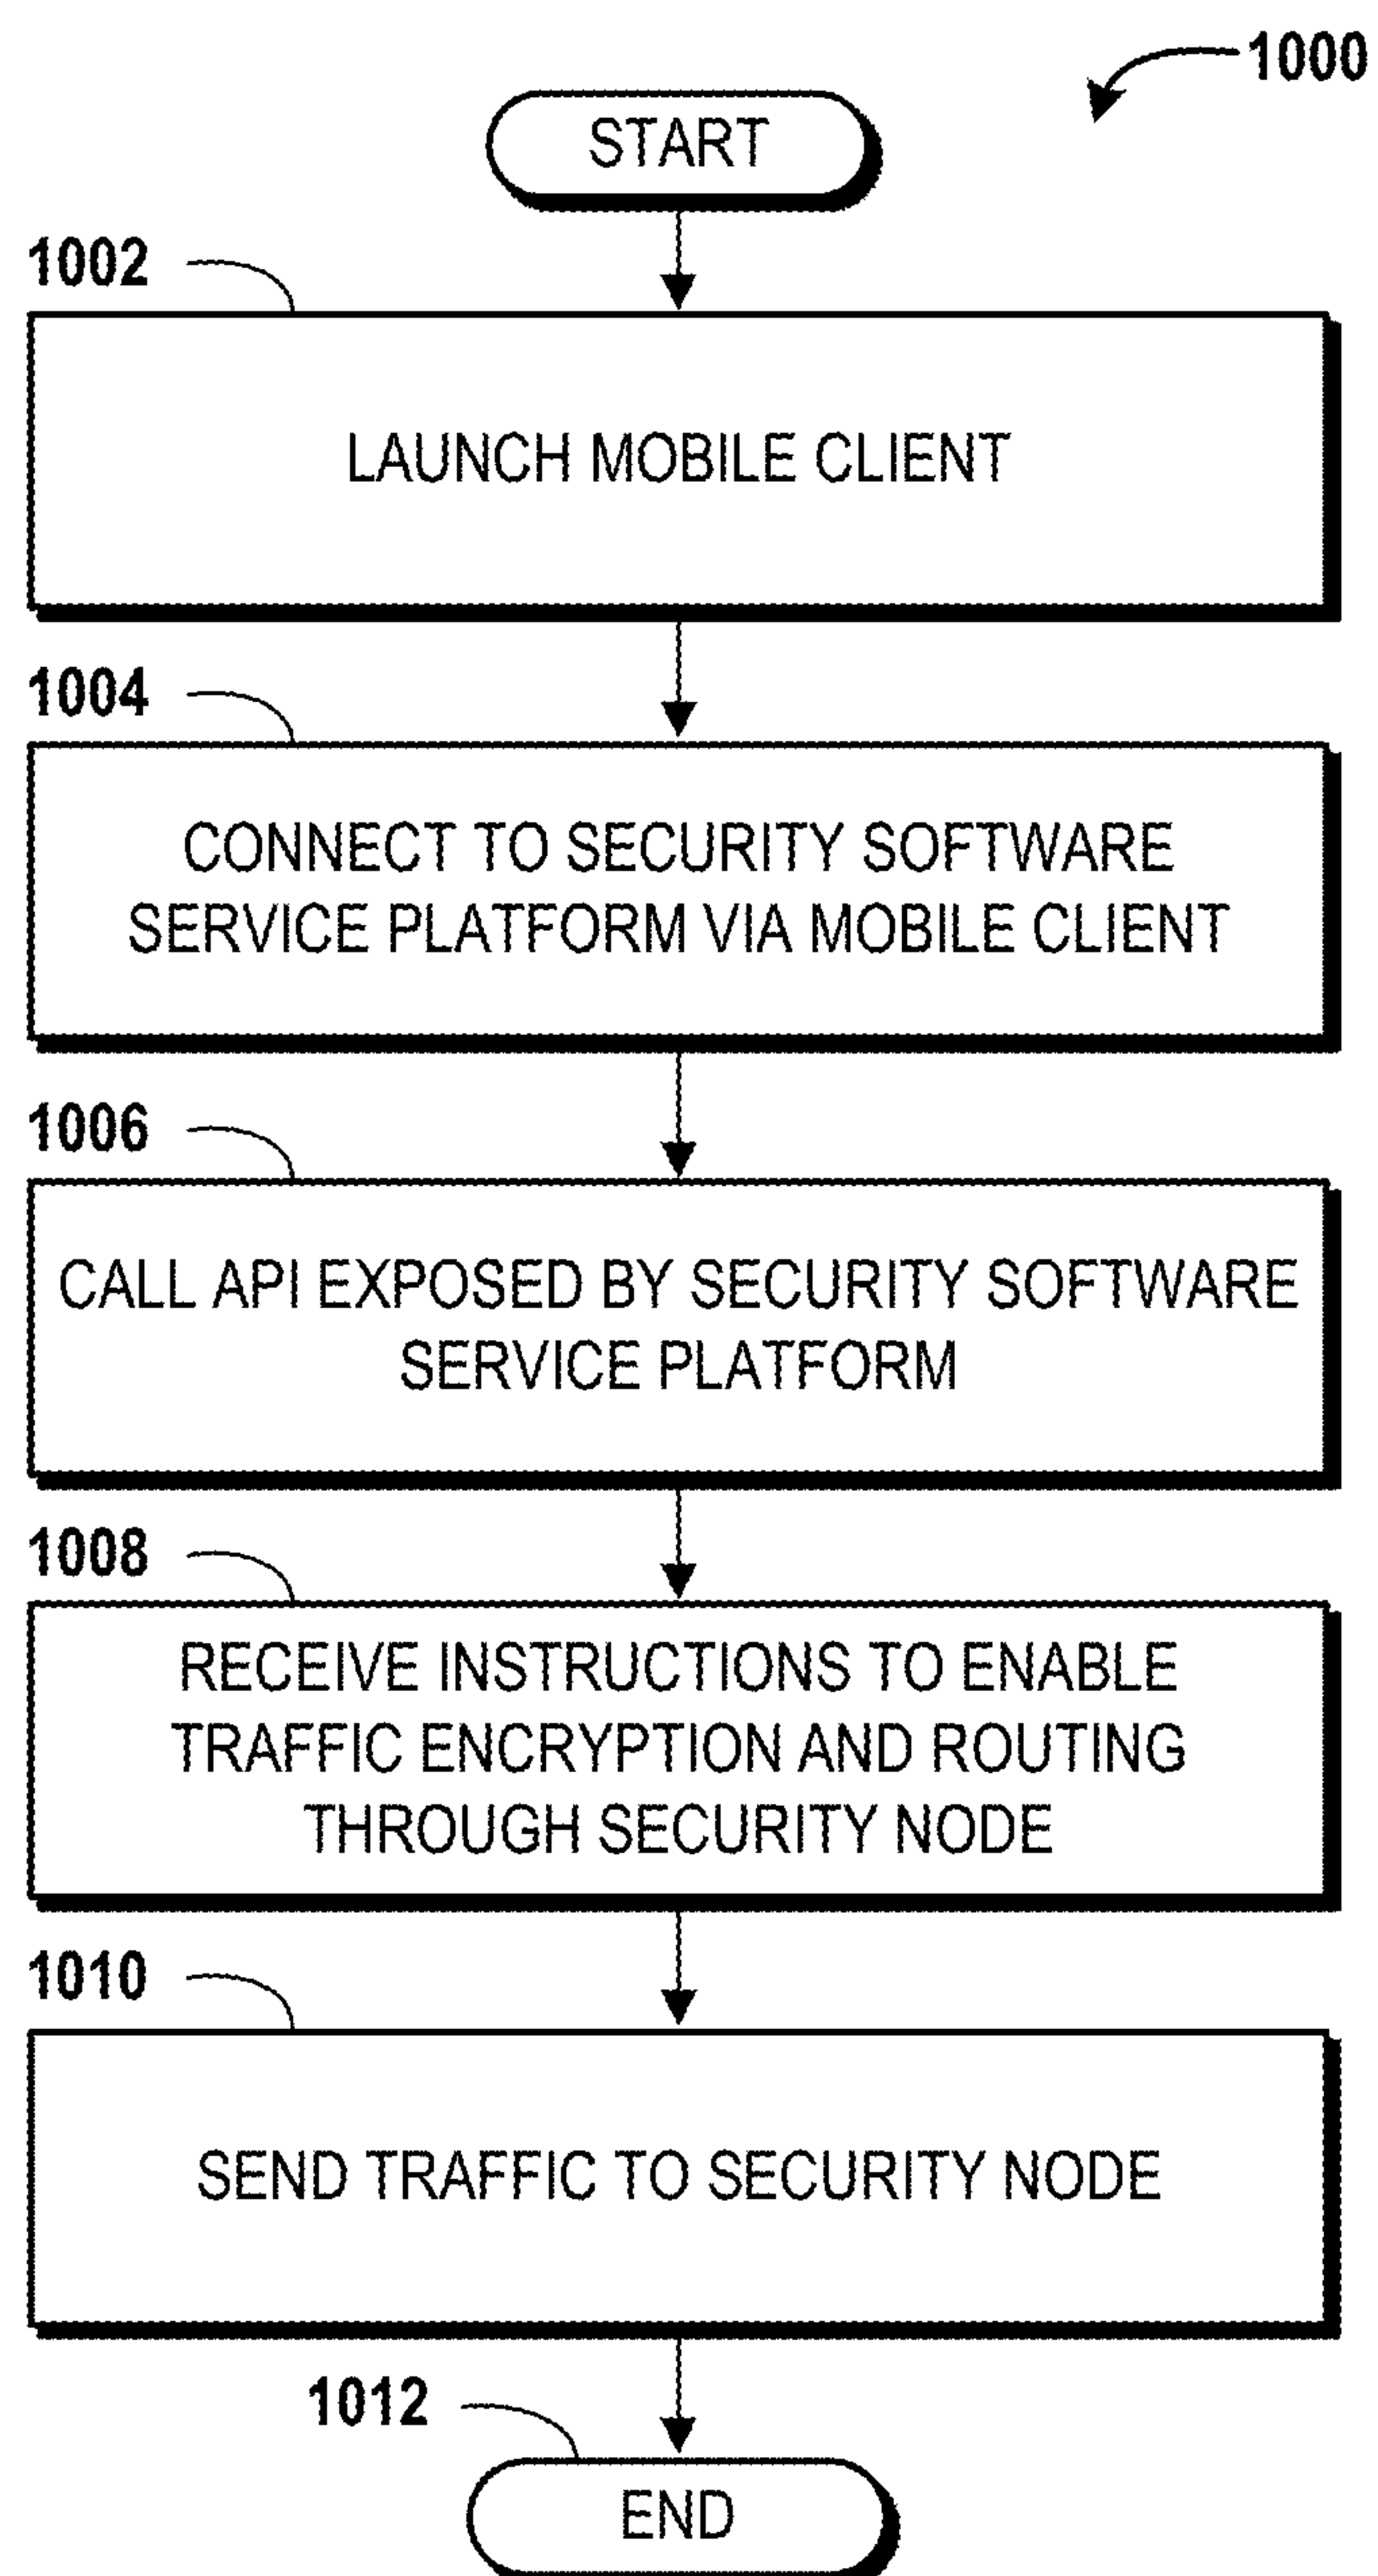 1000
START
1002
LAUNCH MOBILE CLIENT
1004
CONNECT TO SECURITY SOFTWARE
SERVICE PLATFORM VIA MOBILE CLIENT
1006
CALL API EXPOSED BY SECURITY SOFTWARE
SERVICE PLATFORM
1008
RECEIVE INSTRUCTIONS TO ENABLE
TRAFFIC ENCRYPTION AND ROUTING
THROUGH SECURITY NODE
1010
SEND TRAFFIC TO SECURITY NODE
1012
END